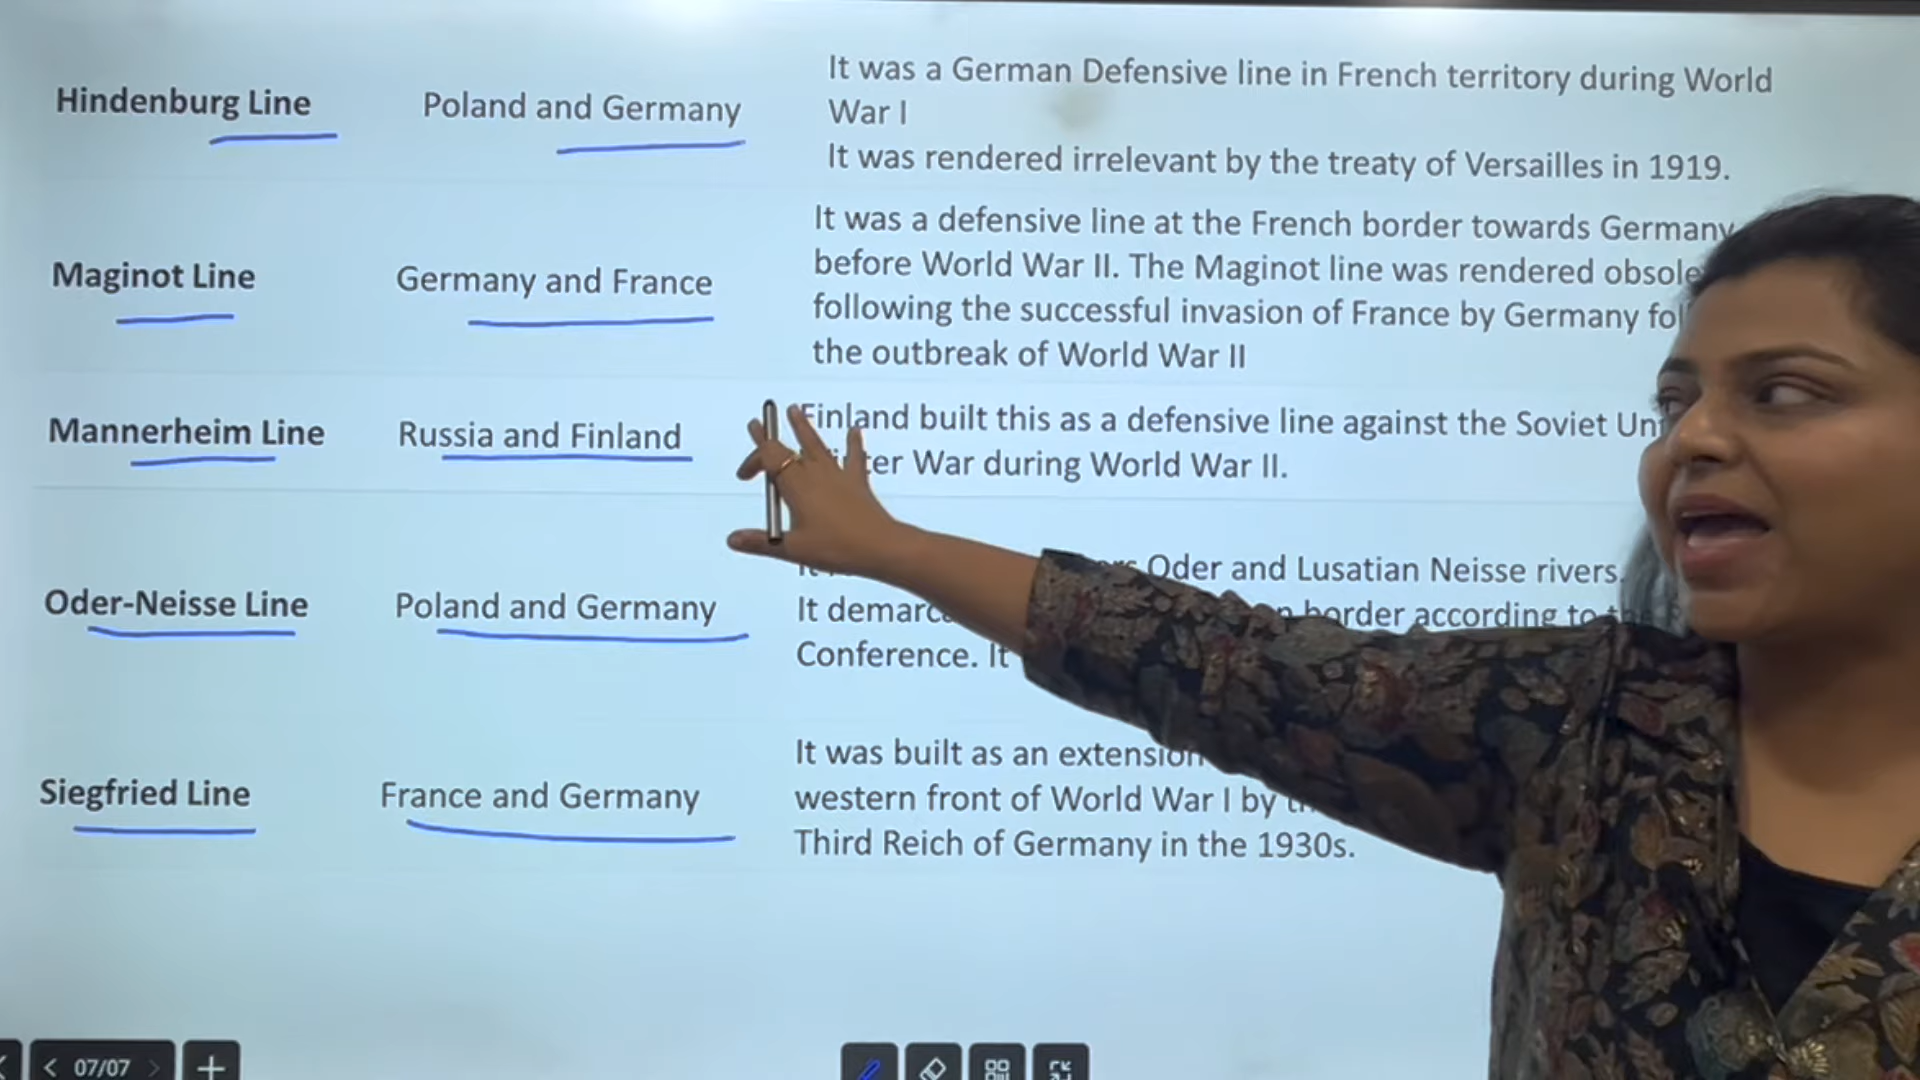 Hindenburg Line
Poland and Germany
It was a German Defensive line in French territory during World
War I
It was rendered irrelevant by the treaty of Versailles in 1919.
Maginot Line
Germany and France
It was a defensive line at the French border towards Germany
before World War II. The Maginot line was rendered
following the successful invasion of France by Germany
the outbreak of World War II
Mannerheim Line
Russia and Finland
Finland built this as a defensive line against the Soviet
War during World War II.
Oder-Neisse Line
Poland and Germany
Oder and Lusatian Neisse rivers.
It border according to
Conference. It
Siegfried Line
France and Germany
It was built as an
western front of World War I by
Third Reich of Germany in the 1930s.
07/07